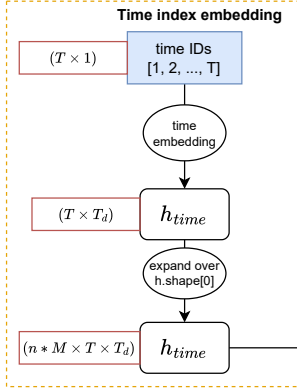 Time index embedding
(T × 1)
time IDs
[1, 2, ..., T]
time
embedding
(T × T_d)
h_time
expand over
h.shape[0]
(n * M × T × T_d)
h_time